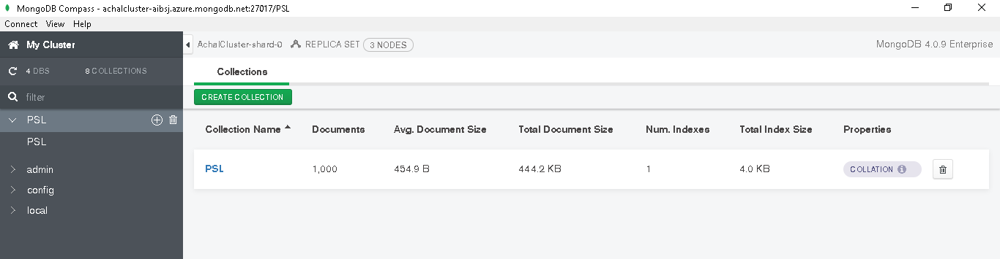 MongoDB Compass - achalcluster-aibsj.azure.mongodb.net:27017/PSL
Connect View Help
My Cluster
AchalCluster-shard-0 REPLICA SET 3 NODES MongoDB 4.0.9 Enterprise
4 DBS 8 COLLECTIONS
Collections
filter
CREATE COLLECTION
PSL
Collection Name Documents Avg. Document Size Total Document Size Num. Indexes Total Index Size Properties
PSL
PSL 1,000 454.9 B 444.2 KB 1 4.0 KB COLLATION
admin
config
local